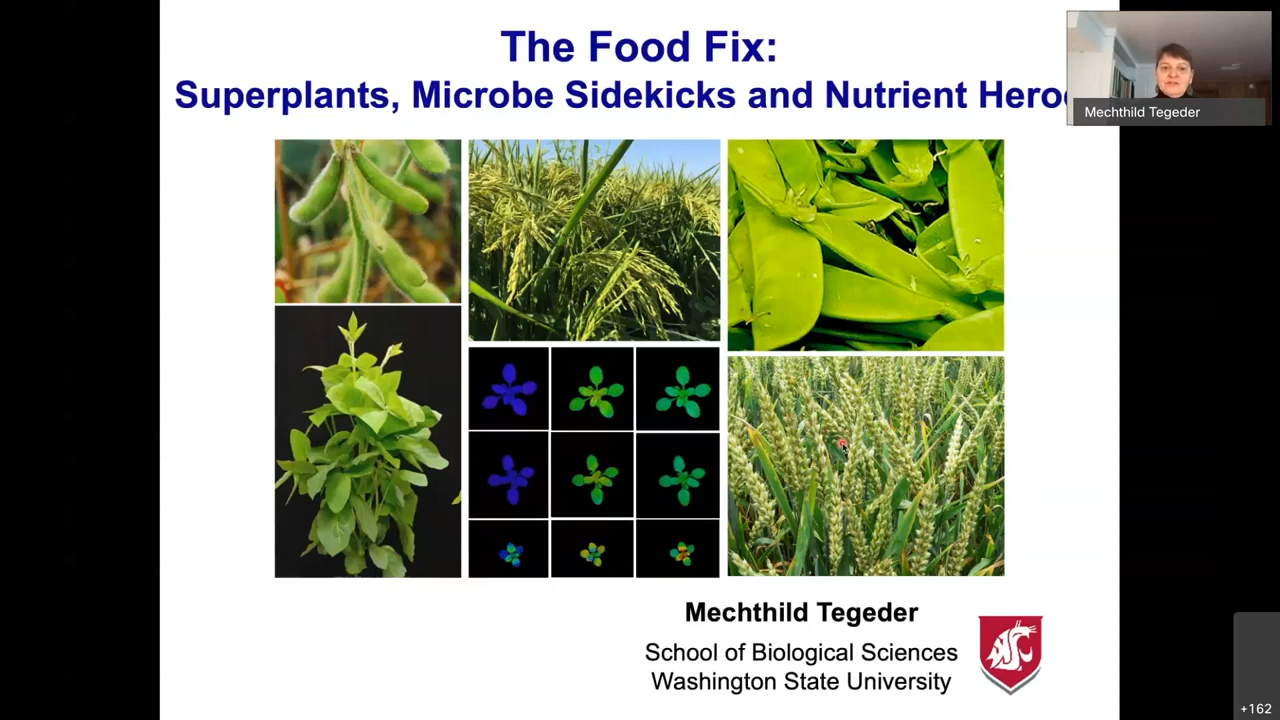 The Food Fix:
Superplants, Microbe Sidekicks and Nutrient
Mechthild Tegeder
Mechthild Tegeder
School of Biological Sciences
Washington State University
+162